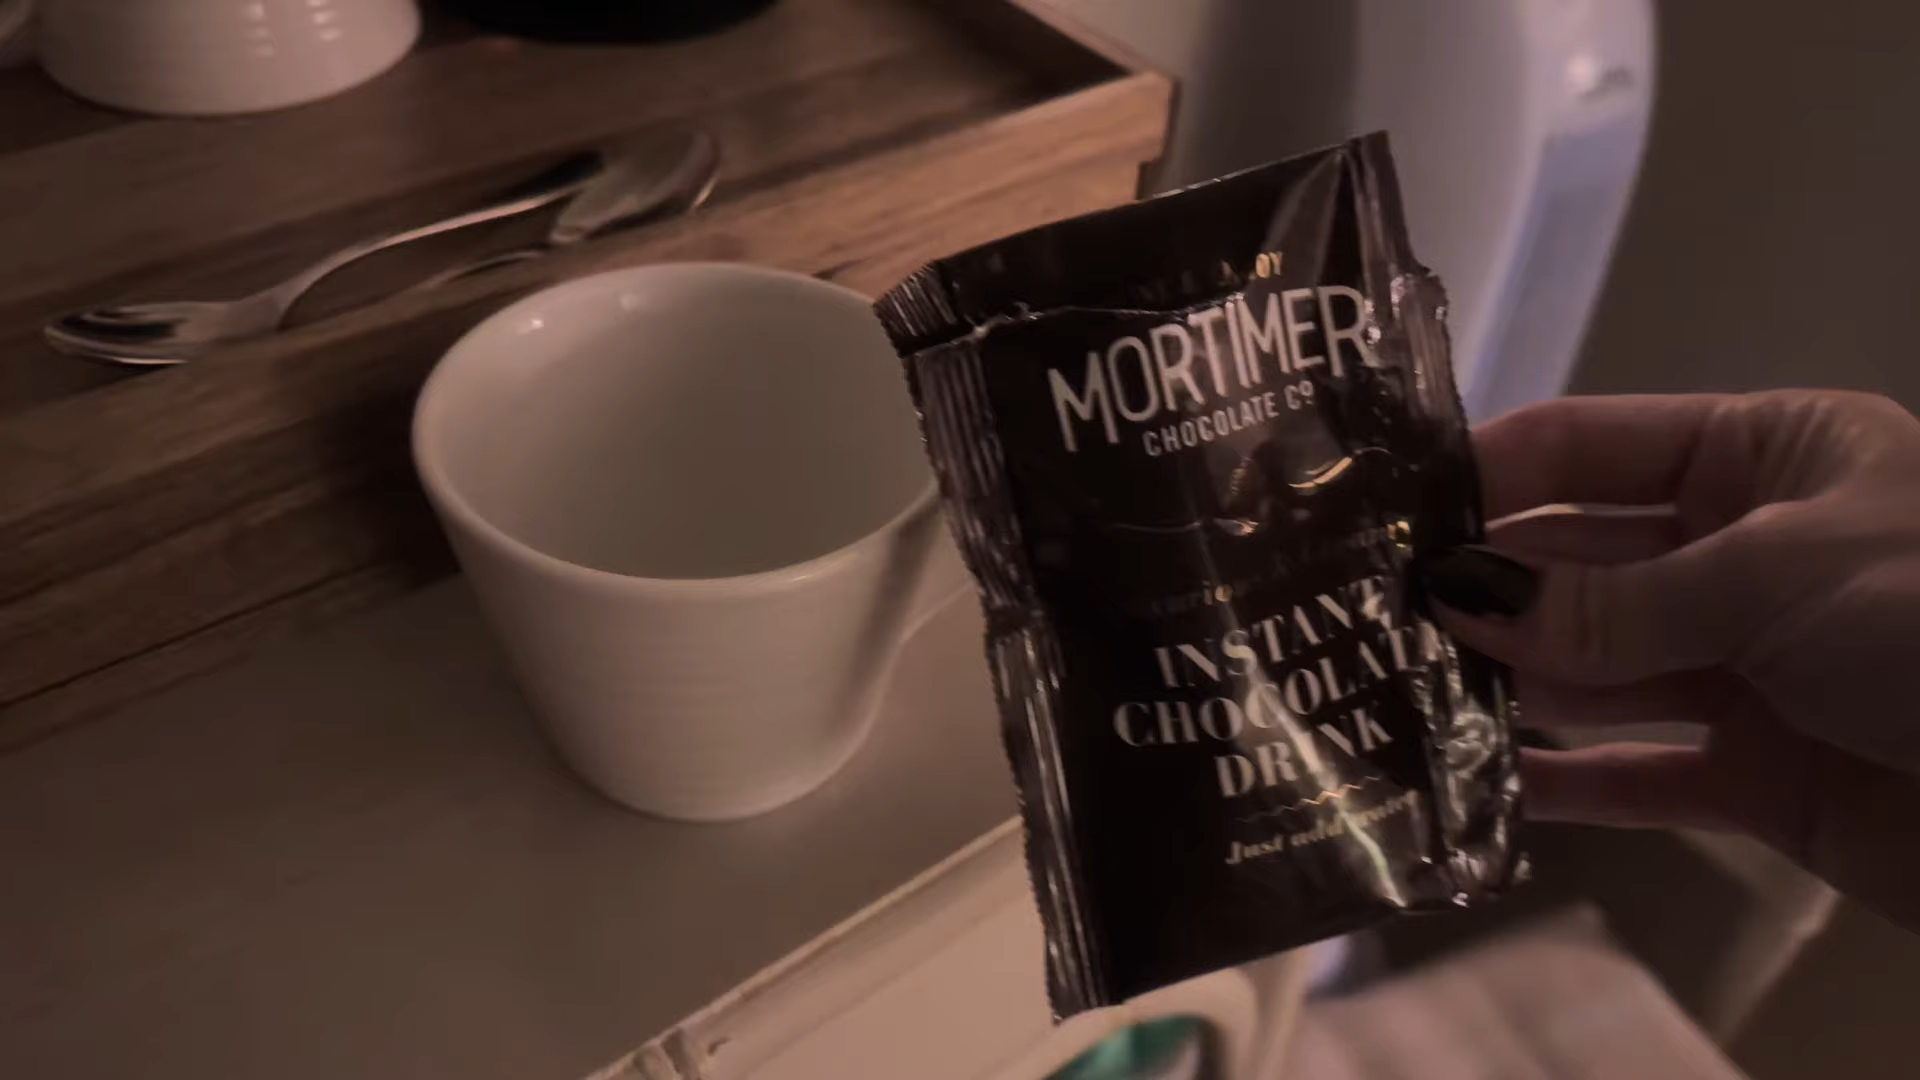 MORTIMER
CHOCOLATE Cº
INSTANT
CHOCOLATE
DRINK
Just add water